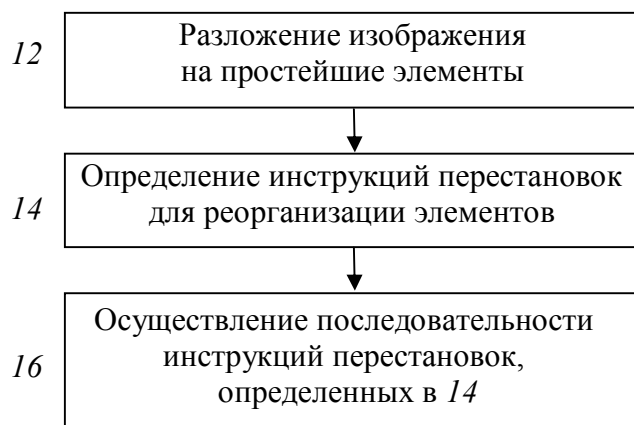 12
Разложение изображения
на простейшие элементы
14
Определение инструкций перестановок
для реорганизации элементов
16
Осуществление последовательности
инструкций перестановок,
определенных в 14